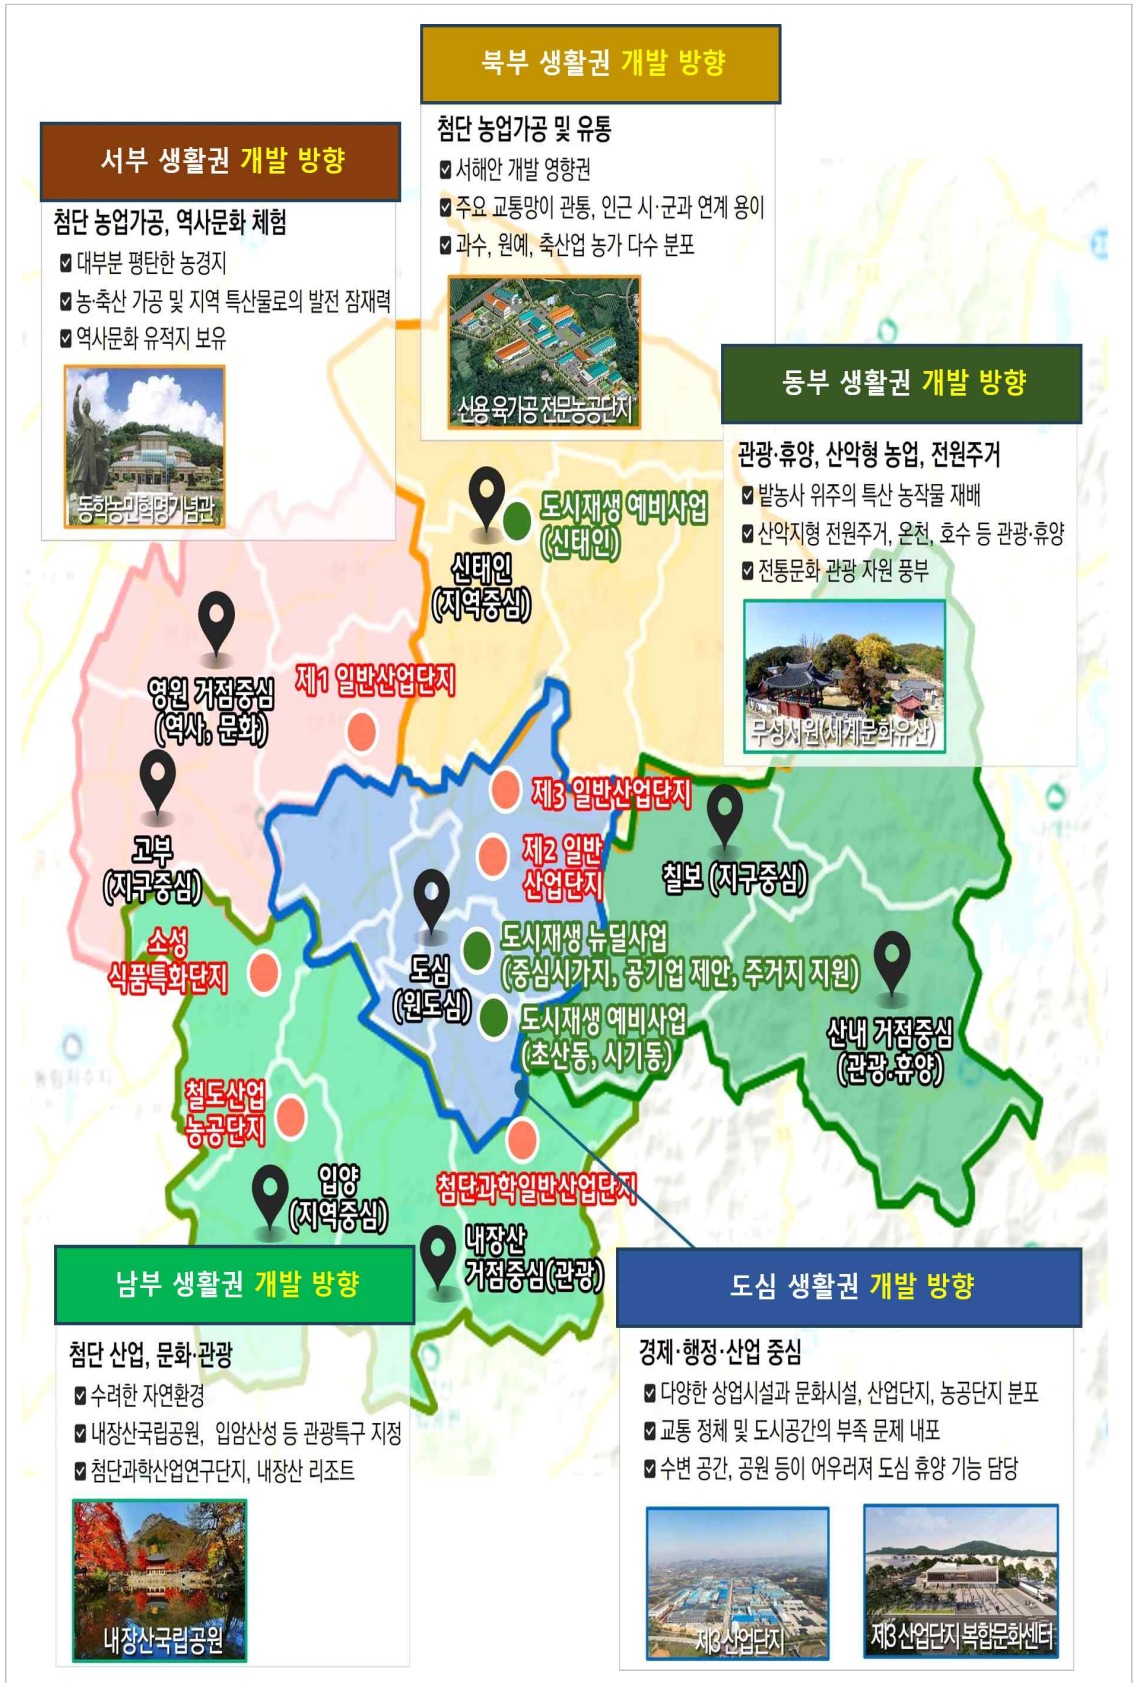 북부 생활권 개발 방향
첨단 농업가공 및 유통
서해안 개발 영향권
주요 교통망이 관통, 인근 시·군과 연계 용이
과수, 원예, 축산업 농가 다수 분포
신용 육가공 전문농공단지
서부 생활권 개발 방향
첨단 농업가공, 역사문화 체험
대부분 평탄한 농경지
농·축산 가공 및 지역 특산물로의 발전 잠재력
역사문화 유적지 보유
동학농민혁명기념관
동부 생활권 개발 방향
관광·휴양, 산악형 농업, 전원주거
밭농사 위주의 특산 농작물 재배
산악지형 전원주거, 온천, 호수 등 관광·휴양
전통문화 관광 자원 풍부
무성서원(세계문화유산)
도시재생 예비사업
(신태인)
신태인
(지역중심)
영원 거점중심
(역사, 문화)
제1 일반산업단지
고부
(지구중심)
제3 일반산업단지
제2 일반
산업단지
칠보 (지구중심)
소성
식품특화단지
도심
(원도심)
도시재생 뉴딜사업
(중심시가지, 공기업 제안, 주거지 지원)
도시재생 예비사업
(초산동, 시기동)
산내 거점중심
(관광.휴양)
철도산업
농공단지
입양
(지역중심)
첨단과학일반산업단지
내장산
거점중심(관광)
남부 생활권 개발 방향
첨단 산업, 문화·관광
수려한 자연환경
내장산국립공원, 입암산성 등 관광특구 지정
첨단과학산업연구단지, 내장산 리조트
내장산국립공원
도심 생활권 개발 방향
경제·행정·산업 중심
다양한 상업시설과 문화시설, 산업단지, 농공단지 분포
교통 정체 및 도시공간의 부족 문제 내포
수변 공간, 공원 등이 어우러져 도심 휴양 기능 담당
제3 산업단지
제3 산업단지 복합문화센터